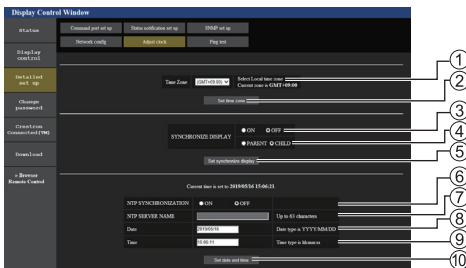 Display Control Window
Status
Display control
Detailed set up
Change password
Crestron Connected(TM)
Download
» Browser Remote Control
Command port set up
Status notification set up
SNMP set up
Network config
Adjust clock
Ping test
Time Zone (GMT+09:00) Select Local time zone
Current zone is GMT+09:00
1
Set time zone
2
SYNCHRONIZE DISPLAY
ON OFF
3
PARENT CHILD
4
Set synchronize display
5
Current time is set to 2019/05/16 15:06:21
NTP SYNCHRONIZATION ON OFF
6
NTP SERVER NAME Up to 63 characters
7
Date 2019/05/16 Date type is YYYY/MM/DD
8
Time 15:06:11 Time type is hh:mm:ss
9
Set date and time
10